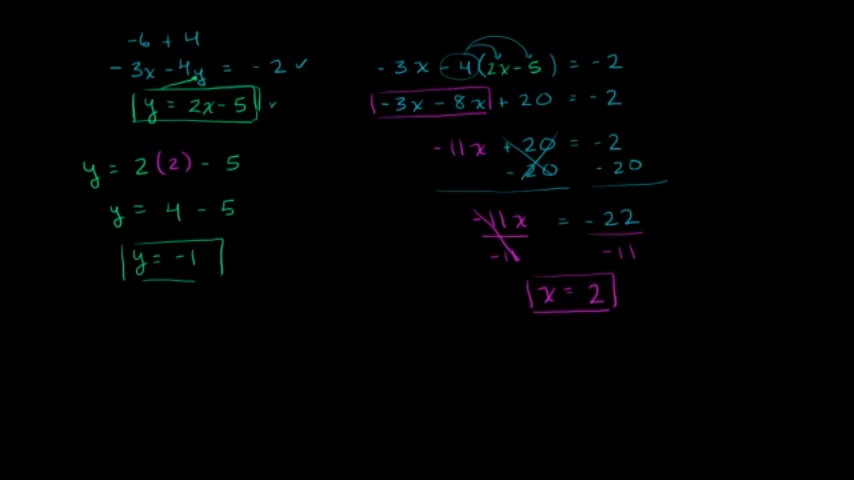 -6 + 4
-3x - 4y = -2 ✓
y = 2x - 5 ✓
y = 2(2) - 5
y = 4 - 5
y = -1
-3x - 4(2x - 5) = -2
-3x - 8x + 20 = -2
-11x + 20 = -2
-20 -20
-11x = -22
-11 -11
x = 2